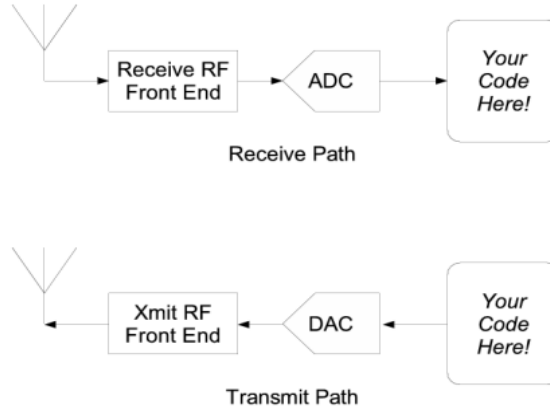 Receive RF
Front End
ADC
Your
Code
Here!
Receive Path
Xmit RF
Front End
DAC
Your
Code
Here!
Transmit Path